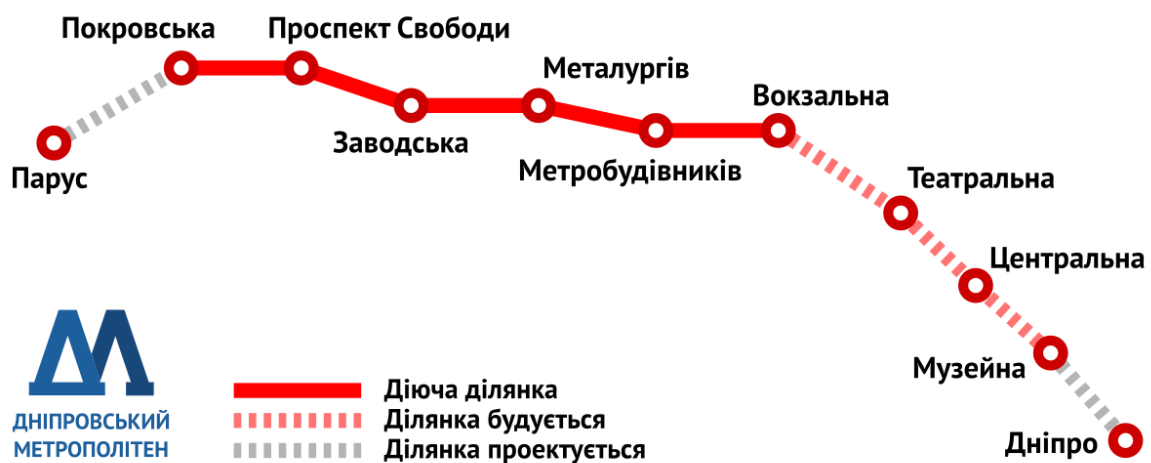 Покровська
Проспект Свободи
Металургів
Вокзальна
Заводська
Метробудівників
Парус
Театральна
Центральна
Музейна
Дніпро
ДНІПРОВСЬКИЙ
МЕТРОПОЛІТЕН
Діюча ділянка
Ділянка будується
Ділянка проектується